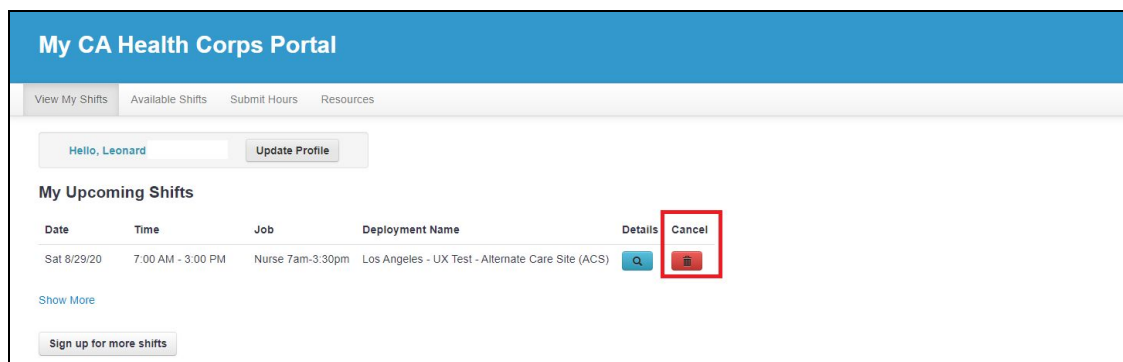 My CA Health Corps Portal
View My Shifts Available Shifts Submit Hours Resources
Hello, Leonard Update Profile
My Upcoming Shifts
Date Time Job Deployment Name Details Cancel
Sat 8/29/20 7:00 AM - 3:00 PM Nurse 7am-3:30pm Los Angeles - UX Test - Alternate Care Site (ACS)
Show More
Sign up for more shifts